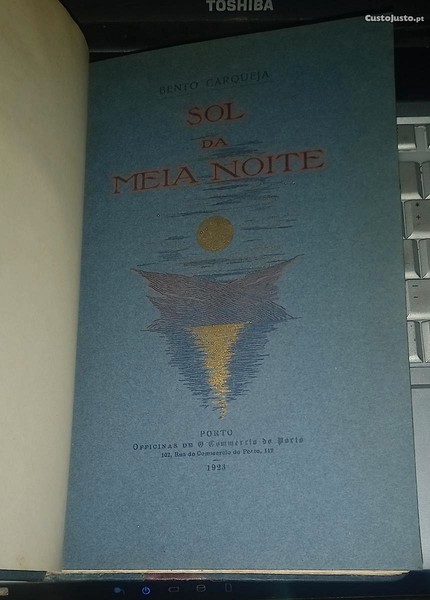 TOSHIBA
CustoJusto.pt
BENTO CARQUEJA
SOL
DA
MEIA NOITE
PORTO
OFFICINAS DE O Commercio do Porto
102, Rua do Commercio do Porto, 112
1923